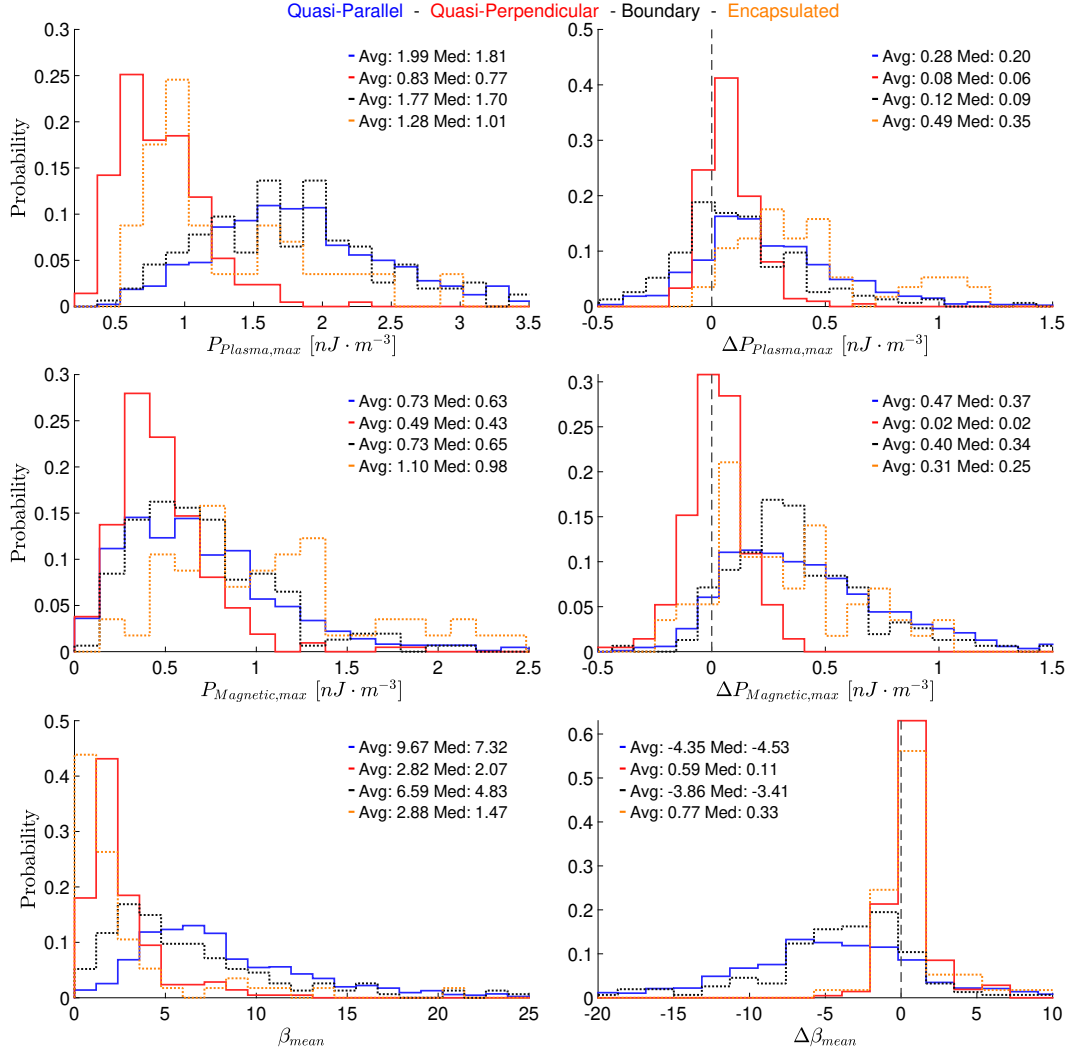 Quasi-Parallel - Quasi-Perpendicular - Boundary - Encapsulated
0.3
0.25
0.2
0.15
0.1
0.05
0
Probability
Avg: 1.99 Med: 1.81
Avg: 0.83 Med: 0.77
Avg: 1.77 Med: 1.70
Avg: 1.28 Med: 1.01
0.5 1 1.5 2 2.5 3 3.5
P_{Plasma,max} [nJ · m^{-3}]
0.5
0.4
0.3
0.2
0.1
0
Avg: 0.28 Med: 0.20
Avg: 0.08 Med: 0.06
Avg: 0.12 Med: 0.09
Avg: 0.49 Med: 0.35
-0.5 0 0.5 1 1.5
ΔP_{Plasma,max} [nJ · m^{-3}]
0.35
0.3
0.25
0.2
0.15
0.1
0.05
0
Probability
Avg: 0.73 Med: 0.63
Avg: 0.49 Med: 0.43
Avg: 0.73 Med: 0.65
Avg: 1.10 Med: 0.98
0 0.5 1 1.5 2 2.5
P_{Magnetic,max} [nJ · m^{-3}]
0.3
0.25
0.2
0.15
0.1
0.05
0
Avg: 0.47 Med: 0.37
Avg: 0.02 Med: 0.02
Avg: 0.40 Med: 0.34
Avg: 0.31 Med: 0.25
-0.5 0 0.5 1 1.5
ΔP_{Magnetic,max} [nJ · m^{-3}]
0.5
0.4
0.3
0.2
0.1
0
Probability
Avg: 9.67 Med: 7.32
Avg: 2.82 Med: 2.07
Avg: 6.59 Med: 4.83
Avg: 2.88 Med: 1.47
0 5 10 15 20 25
β_{mean}
0.6
0.5
0.4
0.3
0.2
0.1
0
Avg: -4.35 Med: -4.53
Avg: 0.59 Med: 0.11
Avg: -3.86 Med: -3.41
Avg: 0.77 Med: 0.33
-20 -15 -10 -5 0 5 10
Δβ_{mean}